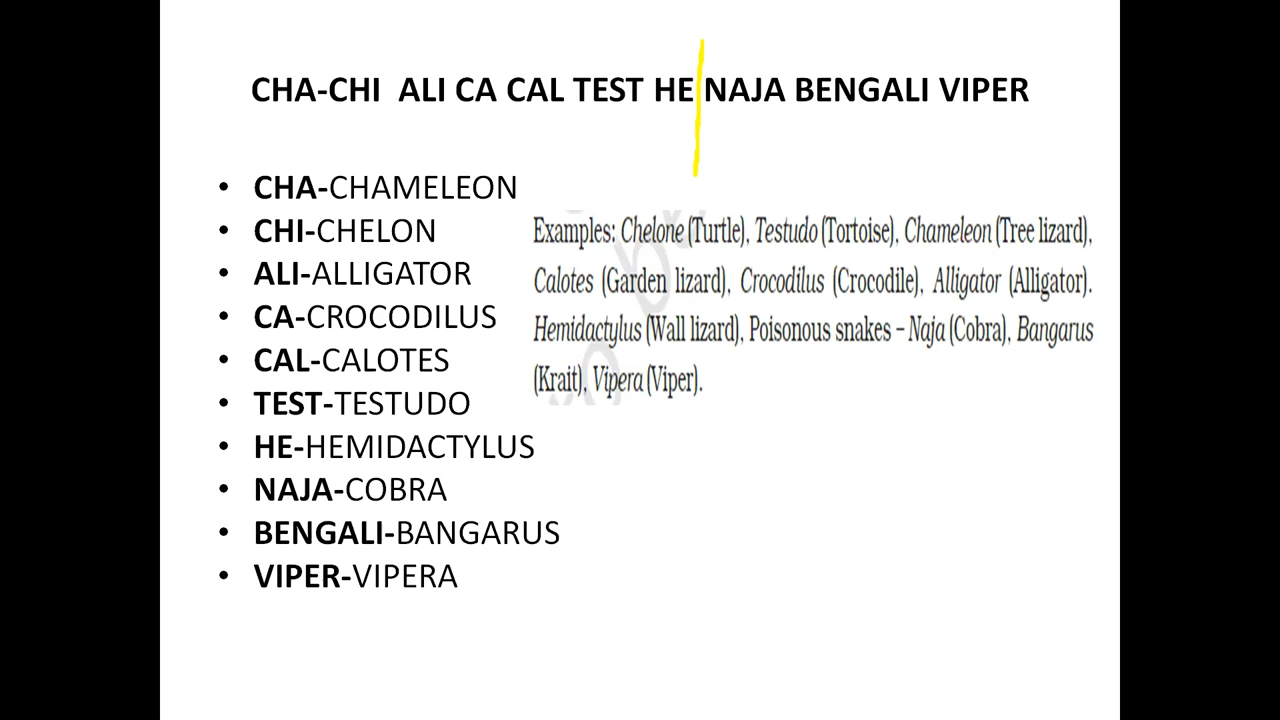 CHA-CHI ALI CA CAL TEST HE NAJA BENGALI VIPER
• CHA-CHAMELEON
• CHI-CHELON
• ALI-ALLIGATOR
• CA-CROCODILUS
• CAL-CALOTES
• TEST-TESTUDO
• HE-HEMIDACTYLUS
• NAJA-COBRA
• BENGALI-BANGARUS
• VIPER-VIPERA
Examples: Chelone (Turtle), Testudo (Tortoise), Chameleon (Tree lizard),
Calotes (Garden lizard), Crocodilus (Crocodile), Alligator (Alligator).
Hemidactylus (Wall lizard), Poisonous snakes – Naja (Cobra), Bangarus
(Krait), Vipera (Viper).